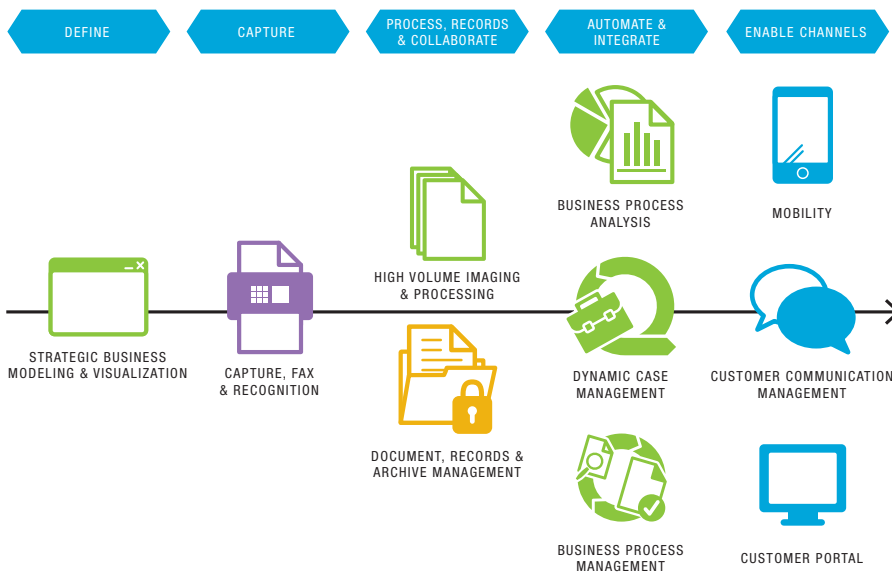 DEFINE
CAPTURE
PROCESS, RECORDS
& COLLABORATE
AUTOMATE &
INTEGRATE
ENABLE CHANNELS
BUSINESS PROCESS
ANALYSIS
MOBILITY
HIGH VOLUME IMAGING
& PROCESSING
STRATEGIC BUSINESS
MODELING & VISUALIZATION
CAPTURE, FAX
& RECOGNITION
DYNAMIC CASE
MANAGEMENT
CUSTOMER COMMUNICATION
MANAGEMENT
DOCUMENT, RECORDS &
ARCHIVE MANAGEMENT
BUSINESS PROCESS
MANAGEMENT
CUSTOMER PORTAL